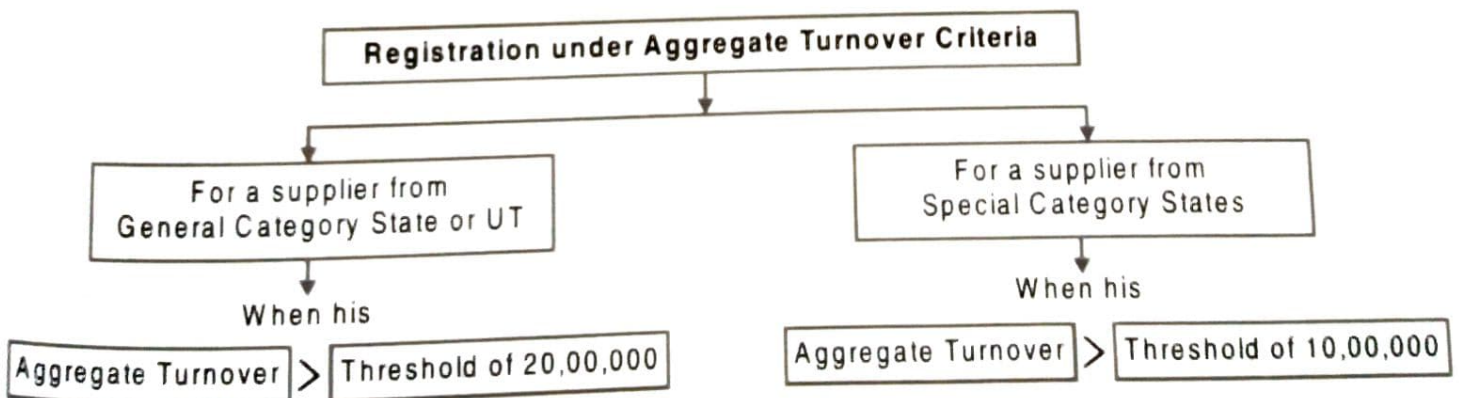 Registration under Aggregate Turnover Criteria
For a supplier from
General Category State or UT
For a supplier from
Special Category States
When his
When his
Aggregate Turnover > Threshold of 20,00,000
Aggregate Turnover > Threshold of 10,00,000